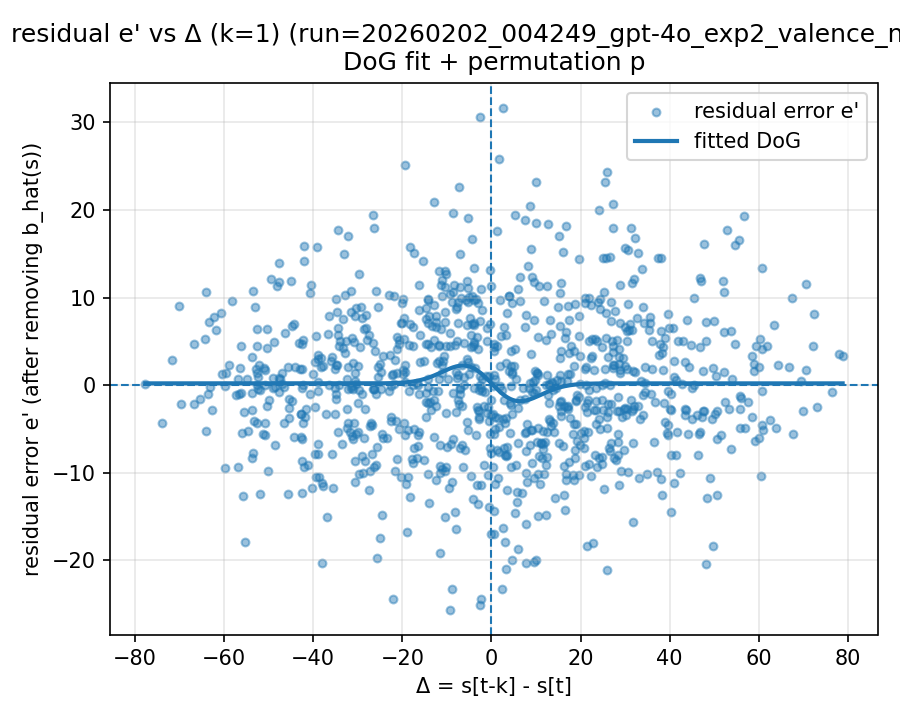 residual e' vs Δ (k=1) (run=20260202_004249_gpt-4o_exp2_valence_n
DoG fit + permutation p
residual error e'
fitted DoG
residual error e' (after removing b_hat(s))
30
20
10
0
−10
−20
−80
−60
−40
−20
0
20
40
60
80
Δ = s[t-k] - s[t]